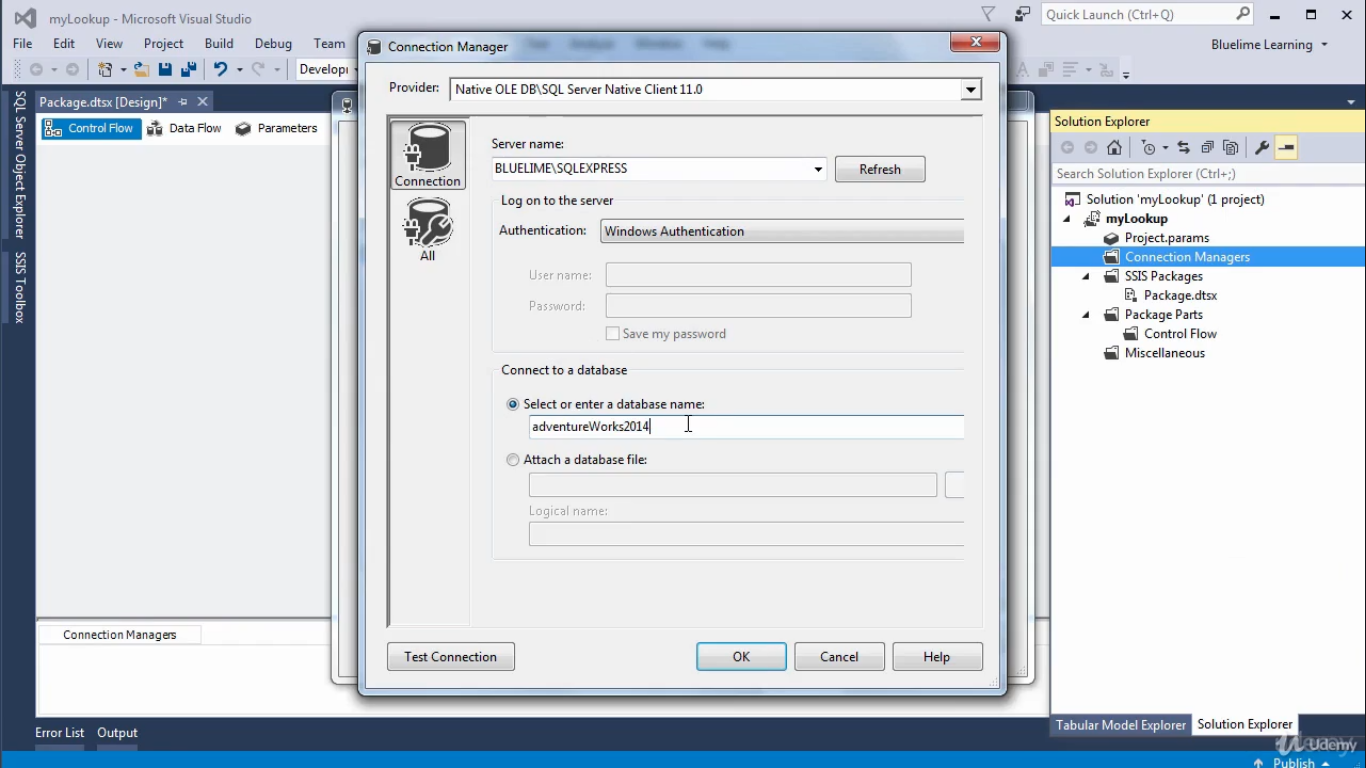 myLookup - Microsoft Visual Studio
Quick Launch (Ctrl+Q)
File Edit View Project Build Debug Team
Bluelime Learning
Develop
Package.dtsx [Design]*
Control Flow Data Flow Parameters
SQL Server Object Explorer
SSIS Toolbox
Connection Manager
Provider: Native OLE DB\SQL Server Native Client 11.0
Connection
All
Server name:
BLUELIME\SQLEXPRESS
Refresh
Log on to the server
Authentication: Windows Authentication
User name:
Password:
Save my password
Connect to a database
Select or enter a database name:
adventureWorks2014
Attach a database file:
Logical name:
Test Connection OK Cancel Help
Solution Explorer
Search Solution Explorer (Ctrl+;)
Solution 'myLookup' (1 project)
myLookup
Project.params
Connection Managers
SSIS Packages
Package.dtsx
Package Parts
Control Flow
Miscellaneous
Connection Managers
Error List Output
Tabular Model Explorer Solution Explorer
Udemy
Publish